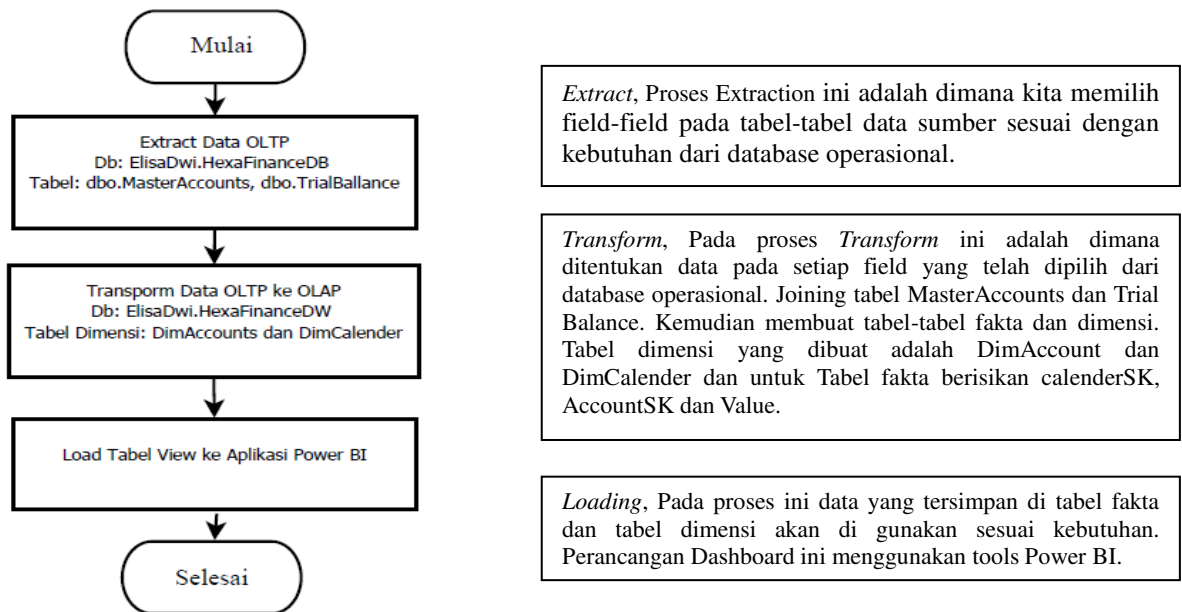 Mulai
Extract Data OLTP
Db: ElisaDwi.HexaFinanceDB
Tabel: dbo.MasterAccounts, dbo.TrialBallance
Transporm Data OLTP ke OLAP
Db: ElisaDwi.HexaFinanceDW
Tabel Dimensi: DimAccounts dan DimCalender
Load Tabel View ke Aplikasi Power BI
Selesai
Extract, Proses Extraction ini adalah dimana kita memilih
field-field pada tabel-tabel data sumber sesuai dengan
kebutuhan dari database operasional.
Transform, Pada proses Transform ini adalah dimana
ditentukan data pada setiap field yang telah dipilih dari
database operasional. Joining tabel MasterAccounts dan Trial
Balance. Kemudian membuat tabel-tabel fakta dan dimensi.
Tabel dimensi yang dibuat adalah DimAccount dan
DimCalender dan untuk Tabel fakta berisikan calenderSK,
AccountSK dan Value.
Loading, Pada proses ini data yang tersimpan di tabel fakta
dan tabel dimensi akan di gunakan sesuai kebutuhan.
Perancangan Dashboard ini menggunakan tools Power BI.